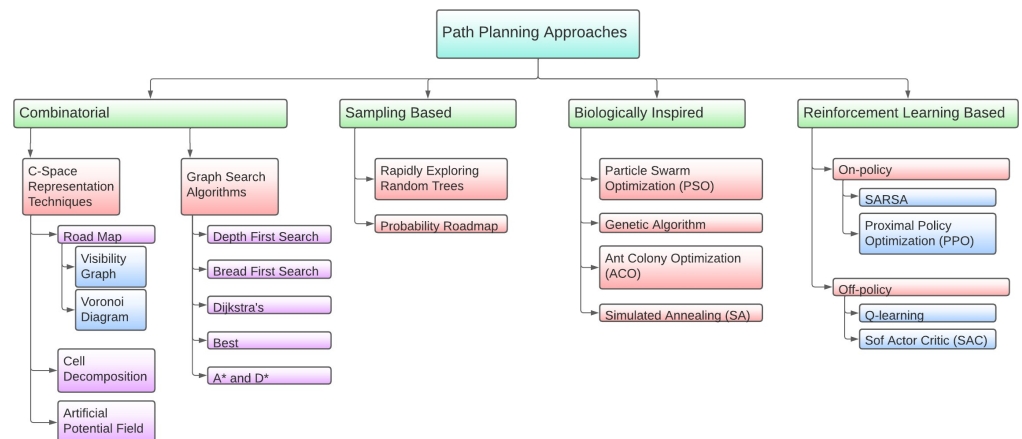 Path Planning Approaches
Combinatorial
Sampling Based
Biologically Inspired
Reinforcement Learning Based
C-Space
Representation
Techniques
Road Map
Visibility
Graph
Voronoi
Diagram
Cell
Decomposition
Artificial
Potential Field
Graph Search
Algorithms
Depth First Search
Bread First Search
Dijkstra's
Best
A* and D*
Rapidly Exploring
Random Trees
Probability Roadmap
Particle Swarm
Optimization (PSO)
Genetic Algorithm
Ant Colony Optimization
(ACO)
Simulated Annealing (SA)
On-policy
SARSA
Proximal Policy
Optimization (PPO)
Off-policy
Q-learning
Sof Actor Critic (SAC)